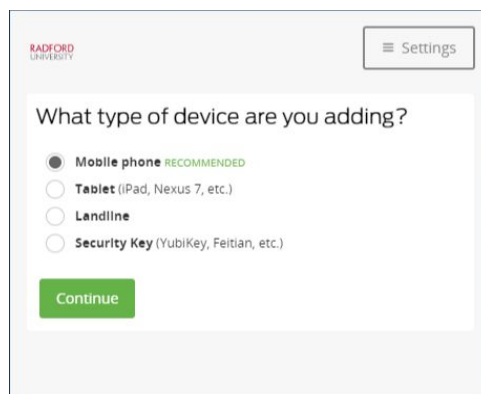 RADFORD
UNIVERSITY
Settings
What type of device are you adding?
Mobile phone RECOMMENDED
Tablet (iPad, Nexus 7, etc.)
Landline
Security Key (YubiKey, Feitian, etc.)
Continue